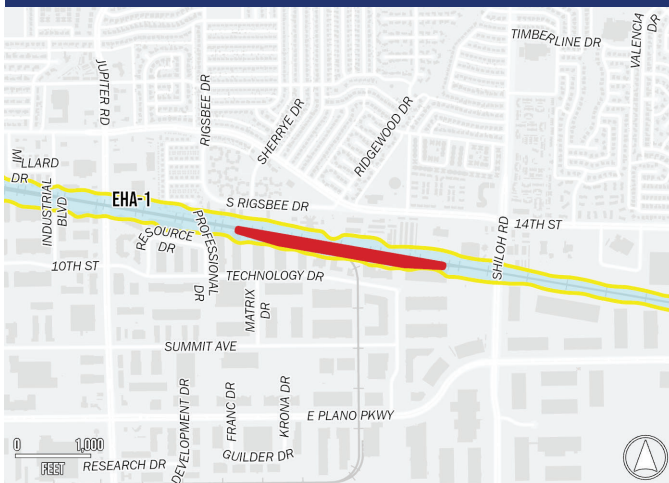 TIMBERLINE DR
VALENCIA
DR
JUPITER RD
RIGSBEE DR
SHERRYE DR
RIDGEWOOD DR
MILLARD
DR
INDUSTRIAL
BLVD
EHA-1
S RIGSBEE DR
14TH ST
SHILOH RD
RESOURCE
DR
PROFESSIONAL
DR
10TH ST
TECHNOLOGY DR
MATRIX
DR
SUMMIT AVE
DEVELOPMENT DR
FRANC DR
KRONA DR
E PLANO PKWY
GUILDER DR
RESEARCH DR
0 1,000
FEET